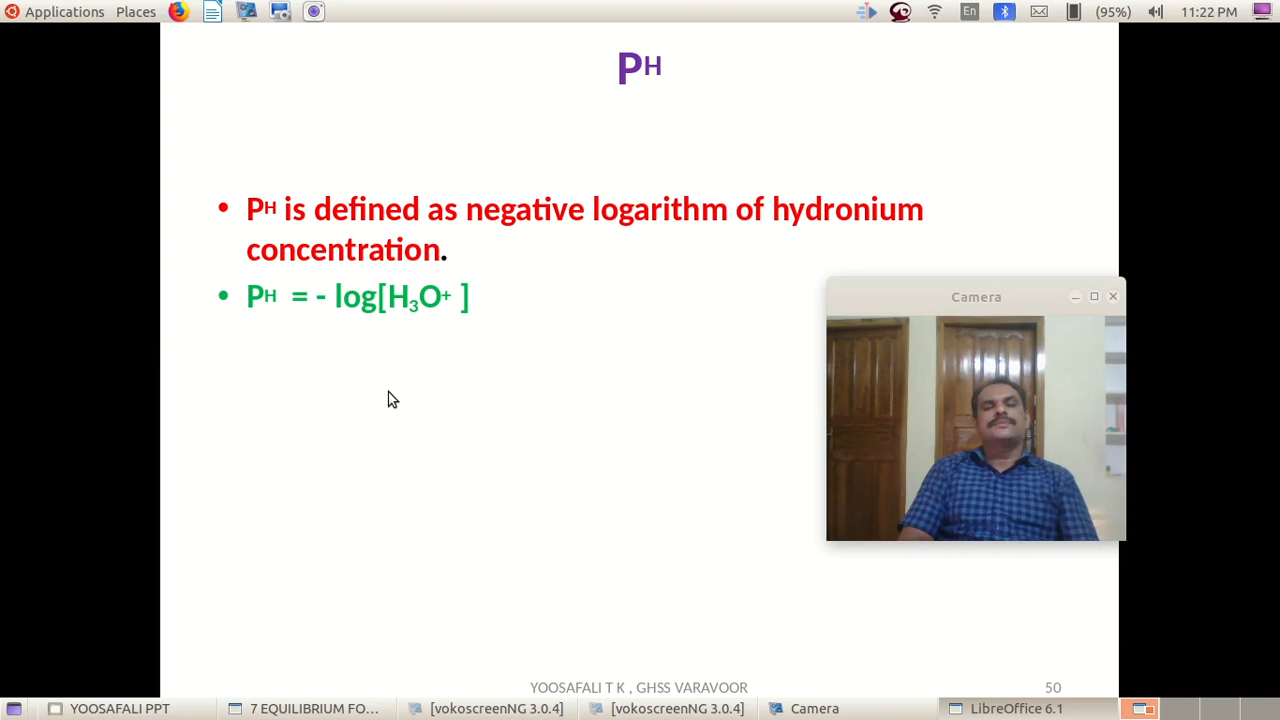 Applications Places En (95%) 11:22 PM
PH
• PH is defined as negative logarithm of hydronium
concentration.
• PH = - log[H3O+ ]
Camera
YOOSAFALI T K , GHSS VARAVOOR 50
YOOSAFALI PPT 7 EQUILIBRIUM FO... [vokoscreenNG 3.0.4] [vokoscreenNG 3.0.4] Camera LibreOffice 6.1